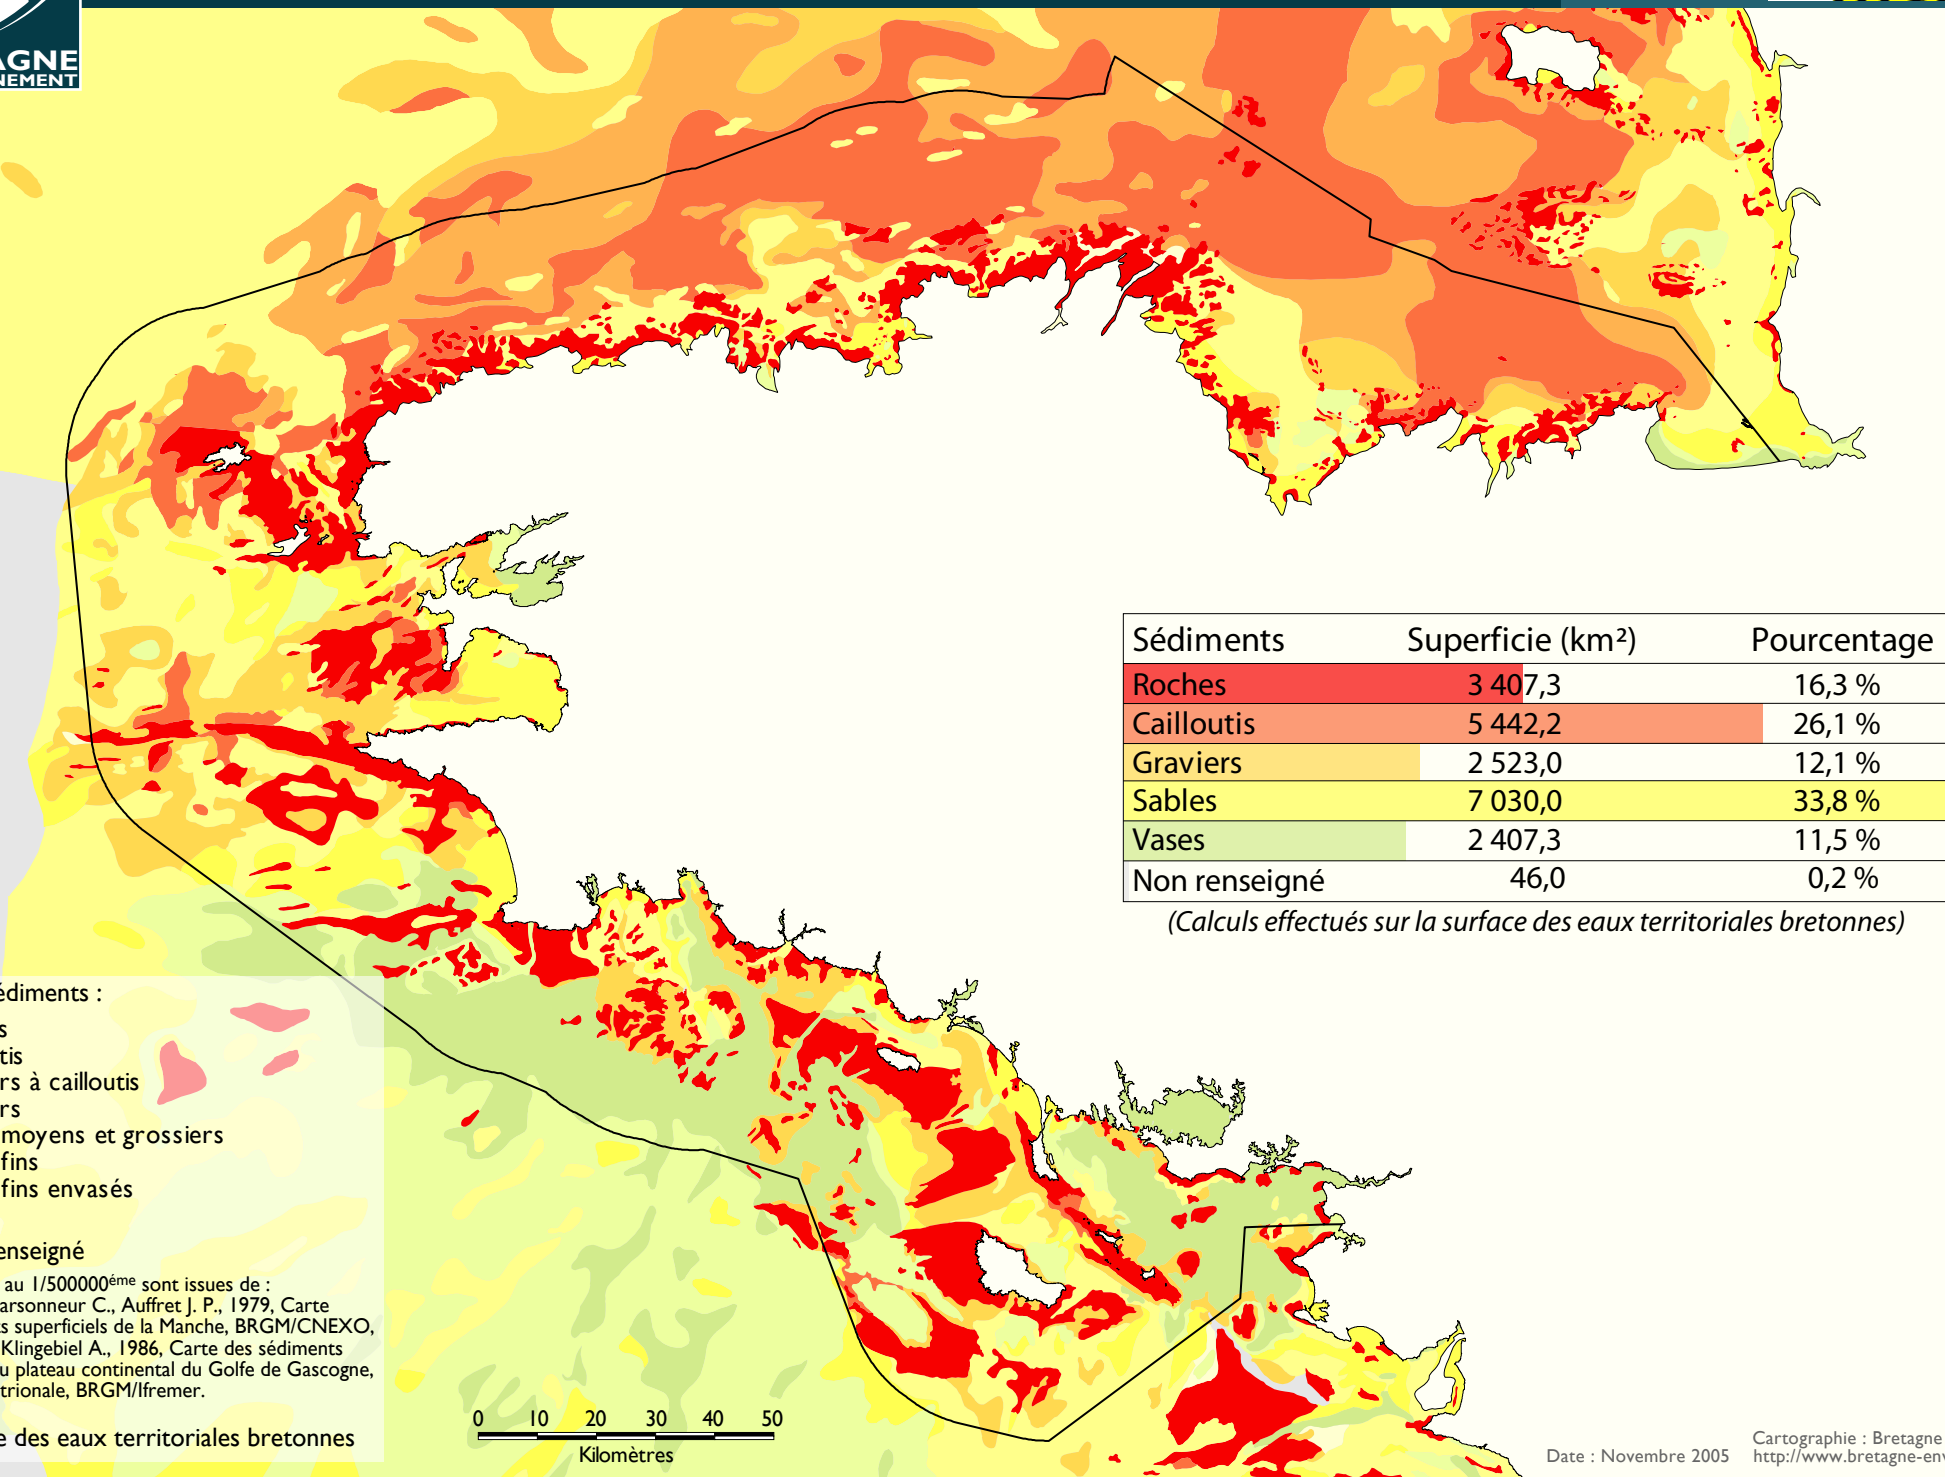 AGNE
NEMENT
Sédiments Superficie (km²) Pourcentage
Roches 3 407,3 16,3 %
Cailloutis 5 442,2 26,1 %
Graviers 2 523,0 12,1 %
Sables 7 030,0 33,8 %
Vases 2 407,3 11,5 %
Non renseigné 46,0 0,2 %
(Calculs effectués sur la surface des eaux territoriales bretonnes)
édiments :
s
tis
rs à cailloutis
rs
moyens et grossiers
fins
fins envasés
enseigné
au 1/500000éme sont issues de :
arsonneur C., Auffret J. P., 1979, Carte
s superficiels de la Manche, BRGM/CNEXO,
Klingebiel A., 1986, Carte des sédiments
u plateau continental du Golfe de Gascogne,
trionale, BRGM/Ifremer.
e des eaux territoriales bretonnes
0 10 20 30 40 50
Kilomètres
Date : Novembre 2005
Cartographie : Bretagne
http://www.bretagne-env